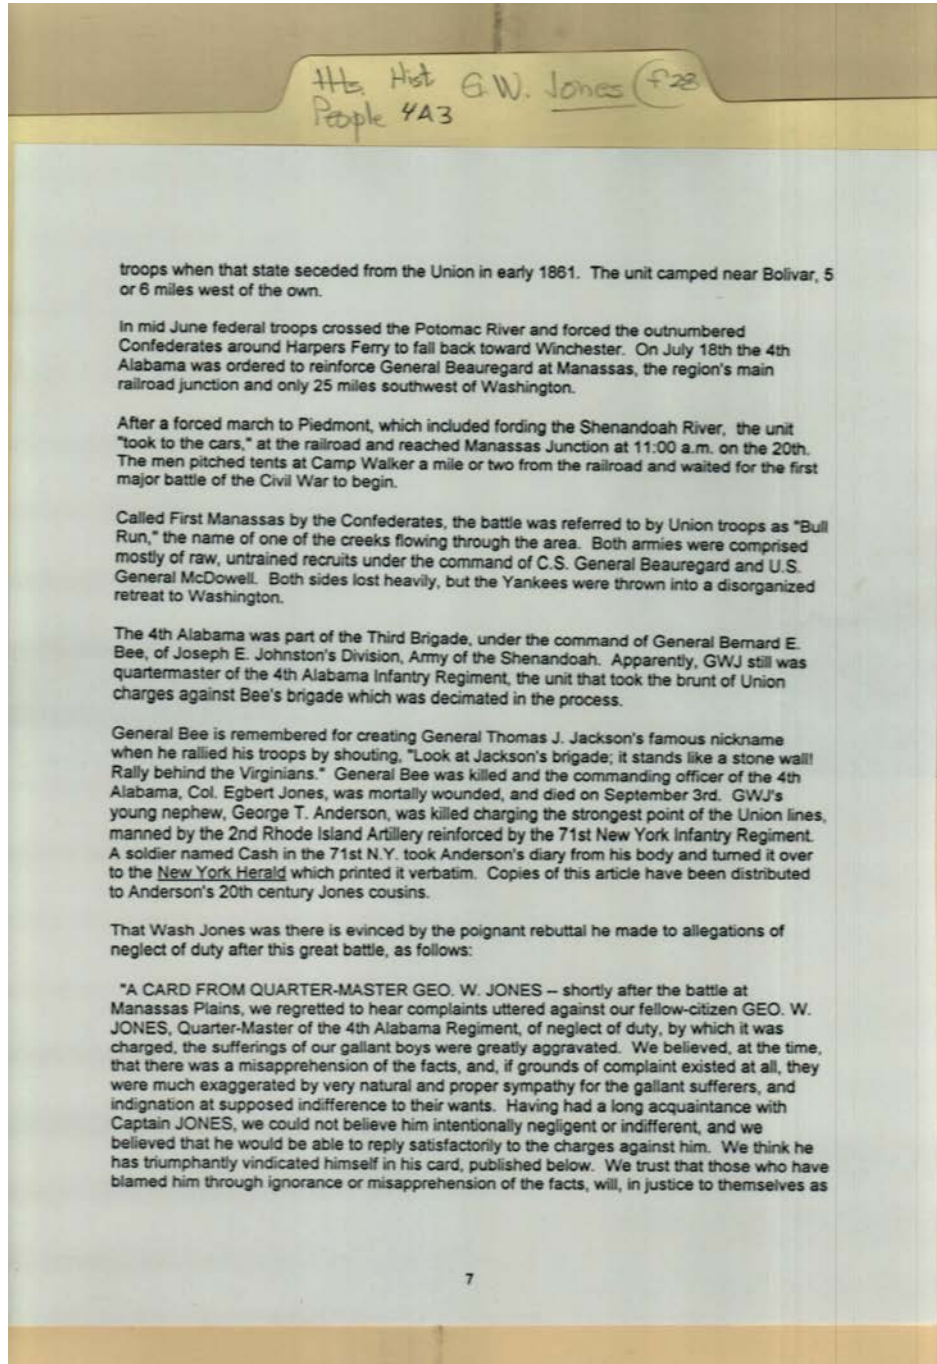 Hts. Hist G.W. Jones f28
People 4A3
troops when that state seceded from the Union in early 1861. The unit camped near Bolivar, 5
or 6 miles west of the own.
In mid June federal troops crossed the Potomac River and forced the outnumbered
Confederates around Harpers Ferry to fall back toward Winchester. On July 18th the 4th
Alabama was ordered to reinforce General Beauregard at Manassas, the region's main
railroad junction and only 25 miles southwest of Washington.
After a forced march to Piedmont, which included fording the Shenandoah River, the unit
"took to the cars," at the railroad and reached Manassas Junction at 11:00 a.m. on the 20th.
The men pitched tents at Camp Walker a mile or two from the railroad and waited for the first
major battle of the Civil War to begin.
Called First Manassas by the Confederates, the battle was referred to by Union troops as "Bull
Run," the name of one of the creeks flowing through the area. Both armies were comprised
mostly of raw, untrained recruits under the command of C.S. General Beauregard and U.S.
General McDowell. Both sides lost heavily, but the Yankees were thrown into a disorganized
retreat to Washington.
The 4th Alabama was part of the Third Brigade, under the command of General Bernard E.
Bee, of Joseph E. Johnston's Division, Army of the Shenandoah. Apparently, GWJ still was
quartermaster of the 4th Alabama Infantry Regiment, the unit that took the brunt of Union
charges against Bee's brigade which was decimated in the process.
General Bee is remembered for creating General Thomas J. Jackson's famous nickname
when he rallied his troops by shouting, "Look at Jackson's brigade; it stands like a stone wall!
Rally behind the Virginians." General Bee was killed and the commanding officer of the 4th
Alabama, Col. Egbert Jones, was mortally wounded, and died on September 3rd. GWJ's
young nephew, George T. Anderson, was killed charging the strongest point of the Union lines,
manned by the 2nd Rhode Island Artillery reinforced by the 71st New York Infantry Regiment.
A soldier named Cash in the 71st N.Y. took Anderson's diary from his body and turned it over
to the New York Herald which printed it verbatim. Copies of this article have been distributed
to Anderson's 20th century Jones cousins.
That Wash Jones was there is evinced by the poignant rebuttal he made to allegations of
neglect of duty after this great battle, as follows:
"A CARD FROM QUARTER-MASTER GEO. W. JONES – shortly after the battle at
Manassas Plains, we regretted to hear complaints uttered against our fellow-citizen GEO. W.
JONES, Quarter-Master of the 4th Alabama Regiment, of neglect of duty, by which it was
charged, the sufferings of our gallant boys were greatly aggravated. We believed, at the time,
that there was a misapprehension of the facts, and, if grounds of complaint existed at all, they
were much exaggerated by very natural and proper sympathy for the gallant sufferers, and
indignation at supposed indifference to their wants. Having had a long acquaintance with
Captain JONES, we could not believe him intentionally negligent or indifferent, and we
believed that he would be able to reply satisfactorily to the charges against him. We think he
has triumphantly vindicated himself in his card, published below. We trust that those who have
blamed him through ignorance or misapprehension of the facts, will, in justice to themselves as
7